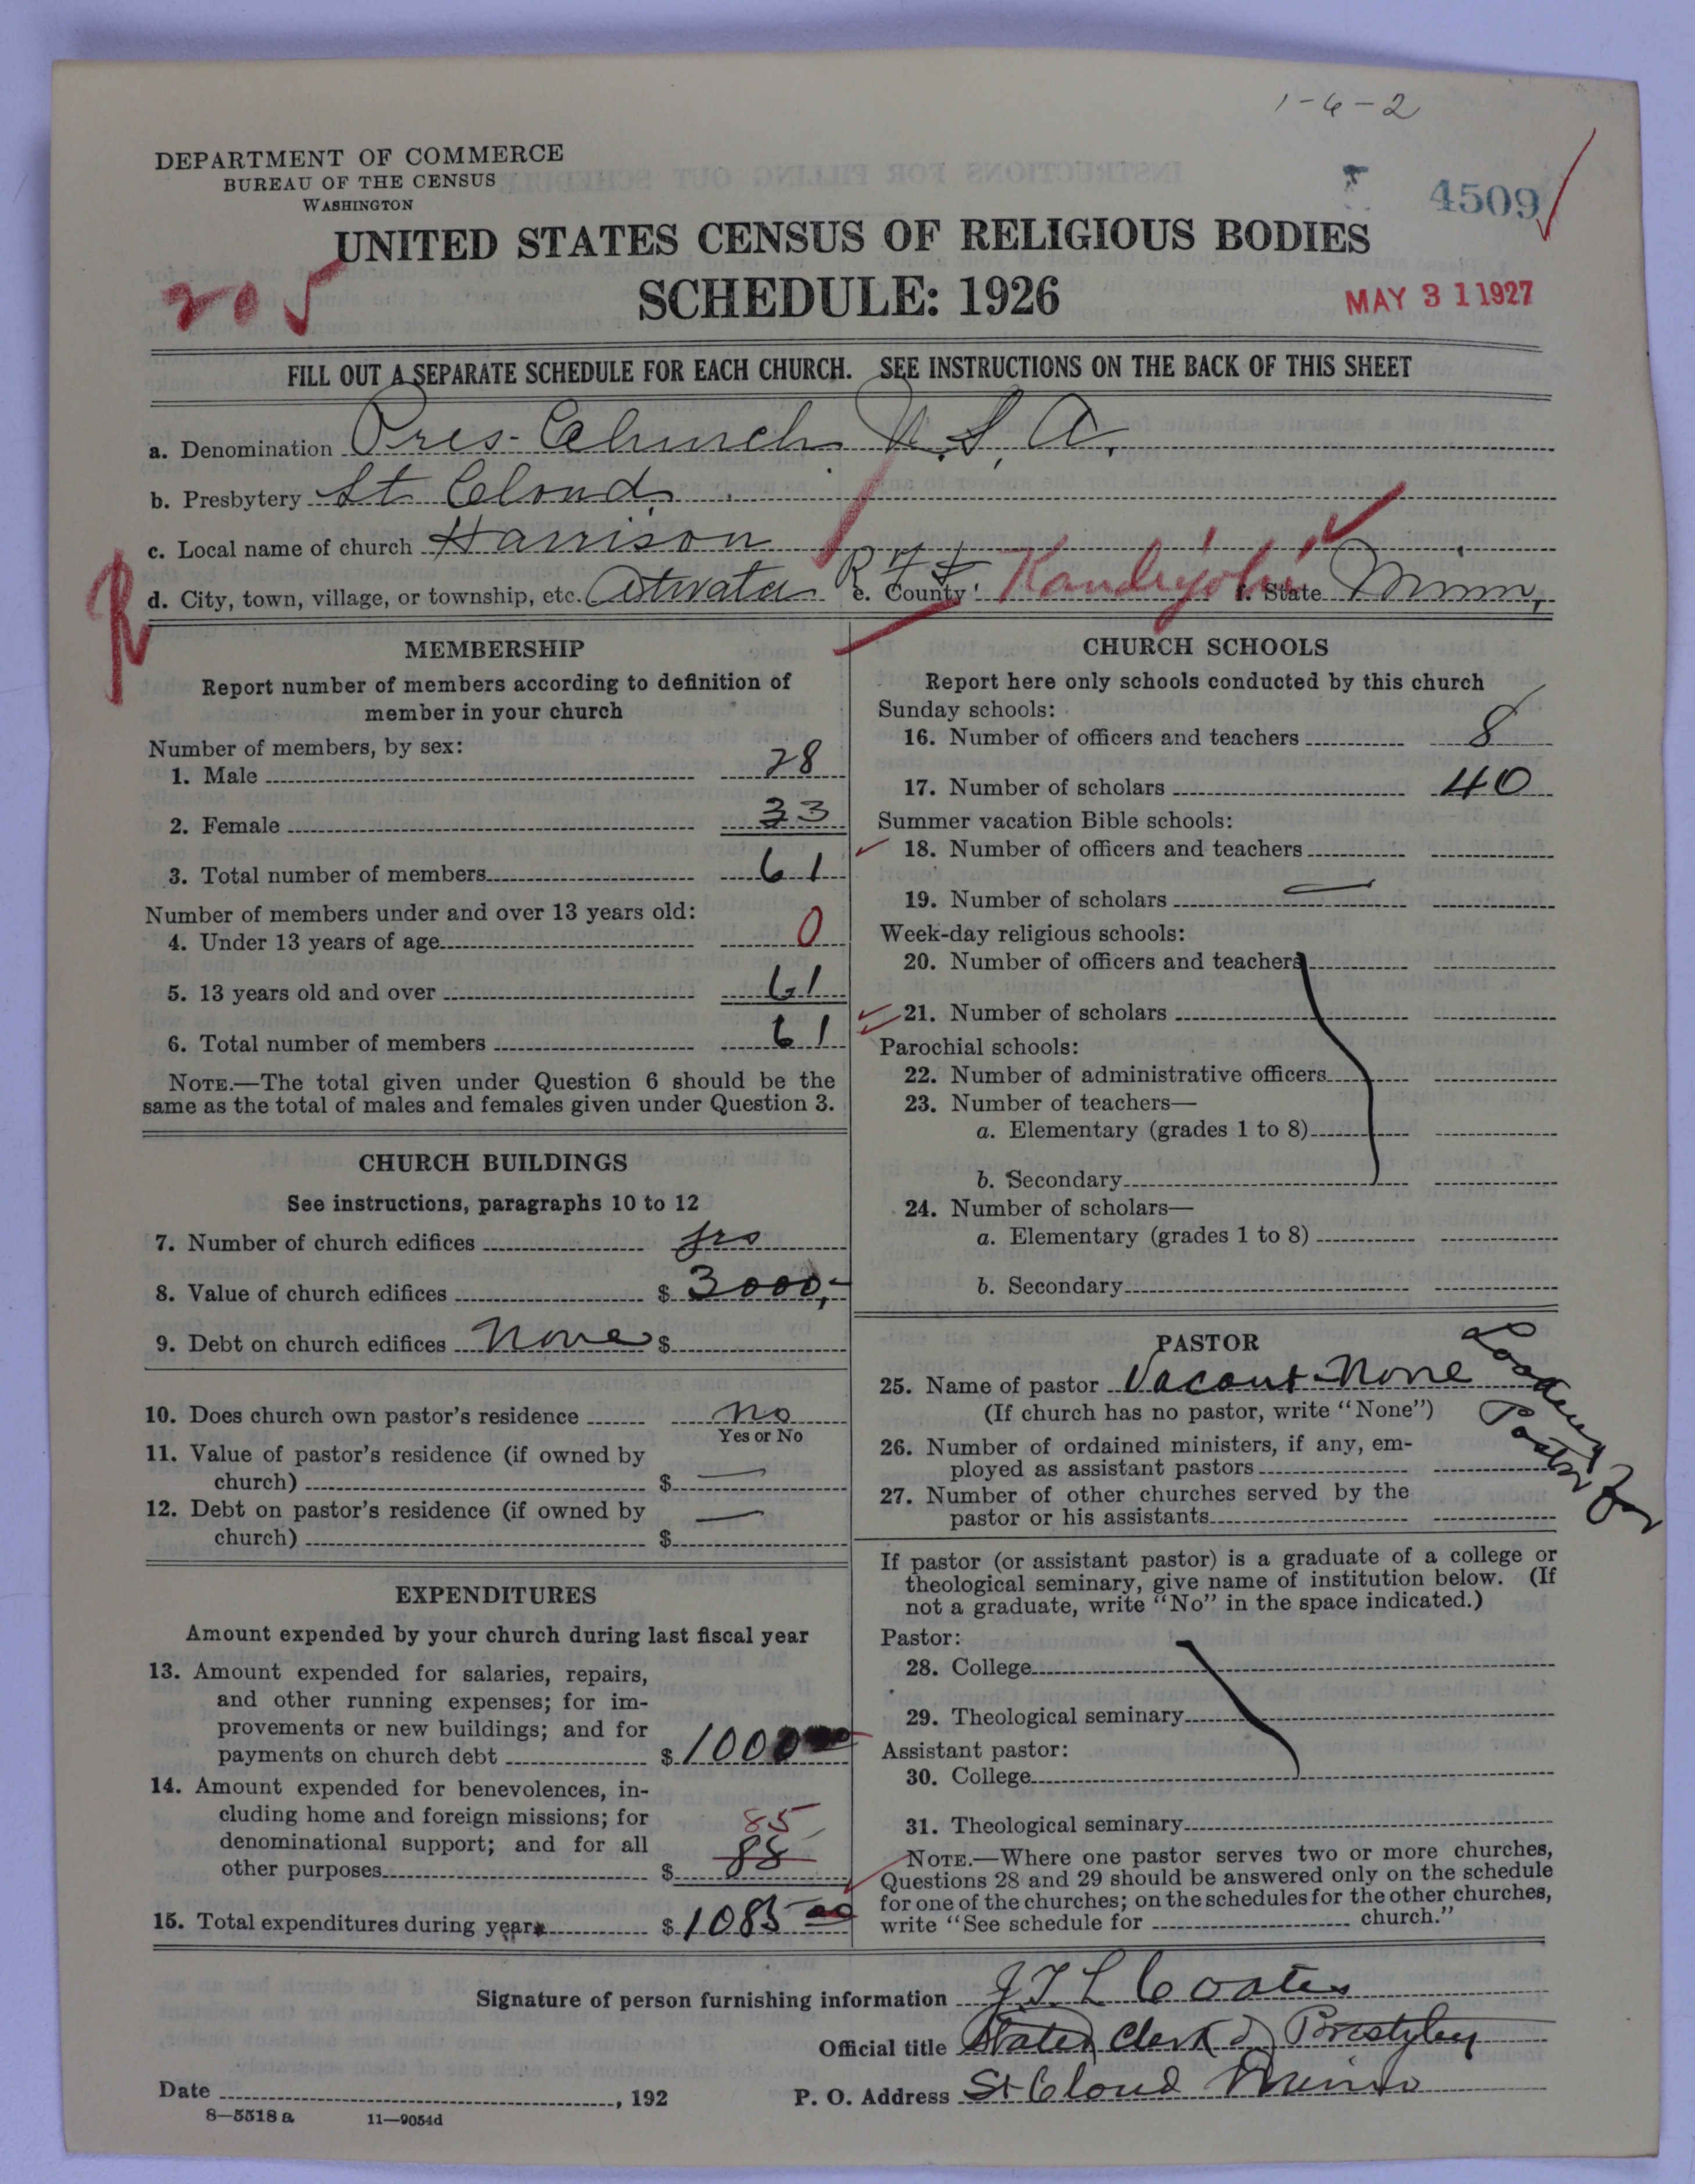 1-6-2
DEPARTMENT OF COMMERCE
BUREAU OF THE CENSUS
WASHINGTON
4509
UNITED STATES CENSUS OF RELIGIOUS BODIES
205
SCHEDULE: 1926
MAY 31 1927
FILL OUT A SEPARATE SCHEDULE FOR EACH CHURCH. SEE INSTRUCTIONS ON THE BACK OF THIS SHEET
a. Denomination Pres. Church U. S. A.
b. Presbytery St Cloud
c. Local name of church Harrison
R
d. City, town, village, or township, etc. Atwater e. County Kandiyohi f. State Minn,
MEMBERSHIP
Report number of members according to definition of
member in your church
Number of members, by sex:
1. Male 28
2. Female 33
3. Total number of members 61
Number of members under and over 13 years old:
4. Under 13 years of age 0
5. 13 years old and over 61
6. Total number of members 61
NOTE.—The total given under Question 6 should be the
same as the total of males and females given under Question 3.
CHURCH BUILDINGS
See instructions, paragraphs 10 to 12
7. Number of church edifices
8. Value of church edifices $ 3000,-
9. Debt on church edifices None $
10. Does church own pastor's residence no
Yes or No
11. Value of pastor's residence (if owned by
church) $ —
12. Debt on pastor's residence (if owned by
church) $ —
EXPENDITURES
Amount expended by your church during last fiscal year
13. Amount expended for salaries, repairs,
and other running expenses; for im-
provements or new buildings; and for
payments on church debt $ 1000
14. Amount expended for benevolences, in-
cluding home and foreign missions; for 85
denominational support; and for all
other purposes $ 85
15. Total expenditures during year $ 1085 00
CHURCH SCHOOLS
Report here only schools conducted by this church
Sunday schools:
16. Number of officers and teachers 8
17. Number of scholars 40
Summer vacation Bible schools:
18. Number of officers and teachers
19. Number of scholars
Week-day religious schools:
20. Number of officers and teachers
21. Number of scholars
Parochial schools:
22. Number of administrative officers
23. Number of teachers—
a. Elementary (grades 1 to 8)
b. Secondary
24. Number of scholars—
a. Elementary (grades 1 to 8)
b. Secondary
PASTOR
25. Name of pastor Vacant-None
Looking for
Pastor
(If church has no pastor, write "None")
26. Number of ordained ministers, if any, em-
ployed as assistant pastors
27. Number of other churches served by the
pastor or his assistants
If pastor (or assistant pastor) is a graduate of a college or
theological seminary, give name of institution below. (If
not a graduate, write "No" in the space indicated.)
Pastor:
28. College
29. Theological seminary
Assistant pastor:
30. College
31. Theological seminary
NOTE.—Where one pastor serves two or more churches,
Questions 28 and 29 should be answered only on the schedule
for one of the churches; on the schedules for the other churches,
write "See schedule for church."
Signature of person furnishing information J T L Coates
Official title Stated Clerk of Presbytery
Date , 192 P. O. Address St Cloud Minn
8-5518 a 11-9054d